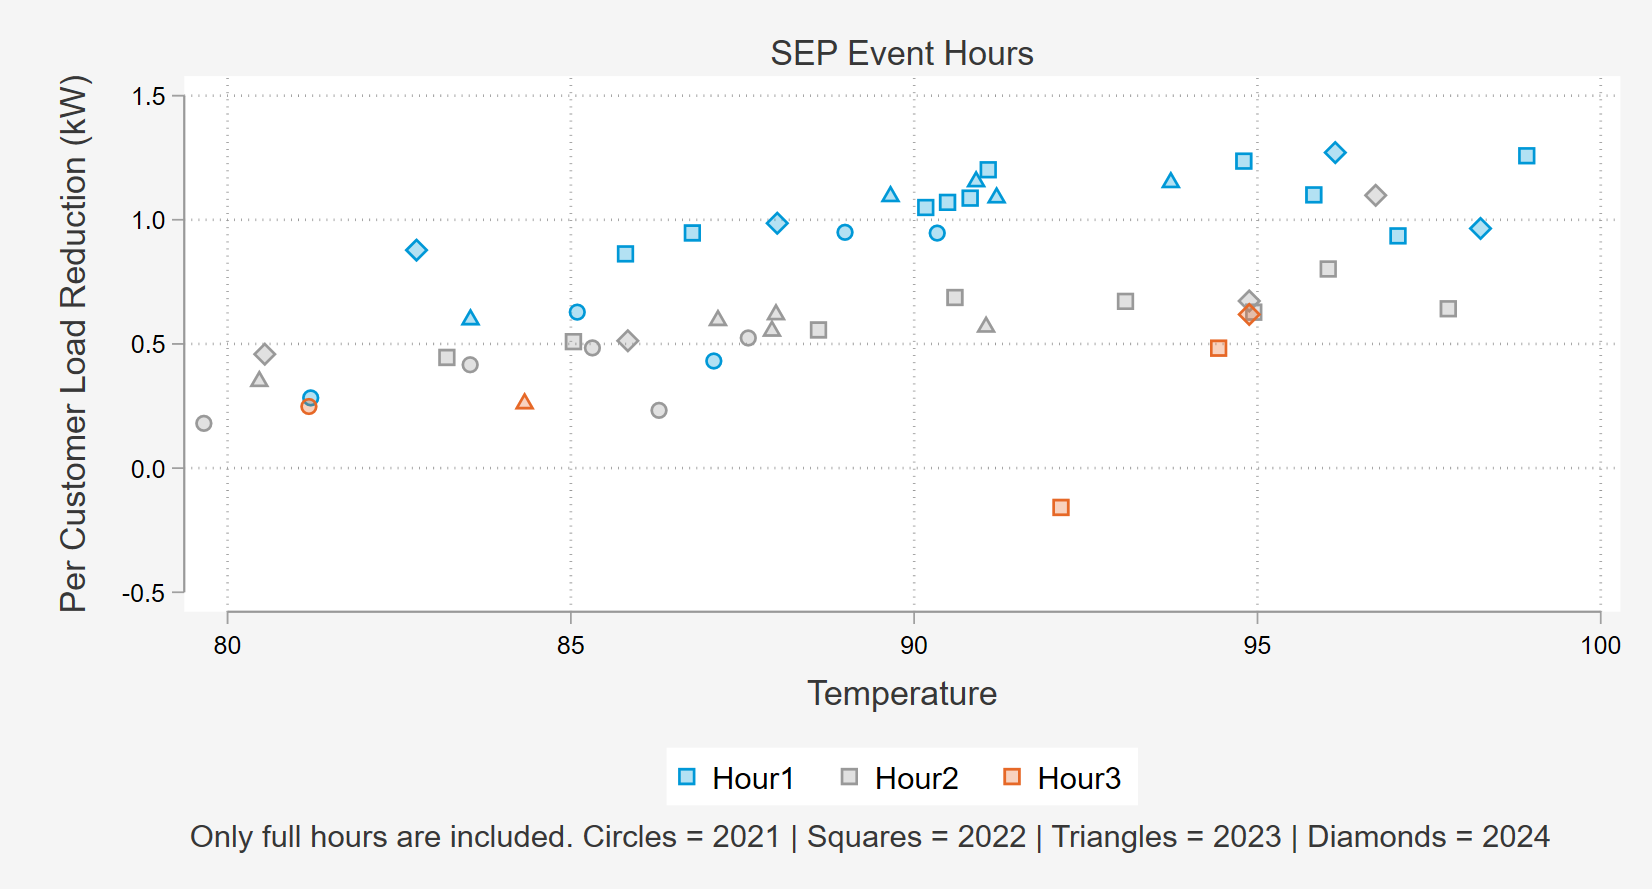 SEP Event Hours
Per Customer Load Reduction (kW)
1.5
1.0
0.5
0.0
-0.5
80 85 90 95 100
Temperature
Hour1 Hour2 Hour3
Only full hours are included. Circles = 2021 | Squares = 2022 | Triangles = 2023 | Diamonds = 2024